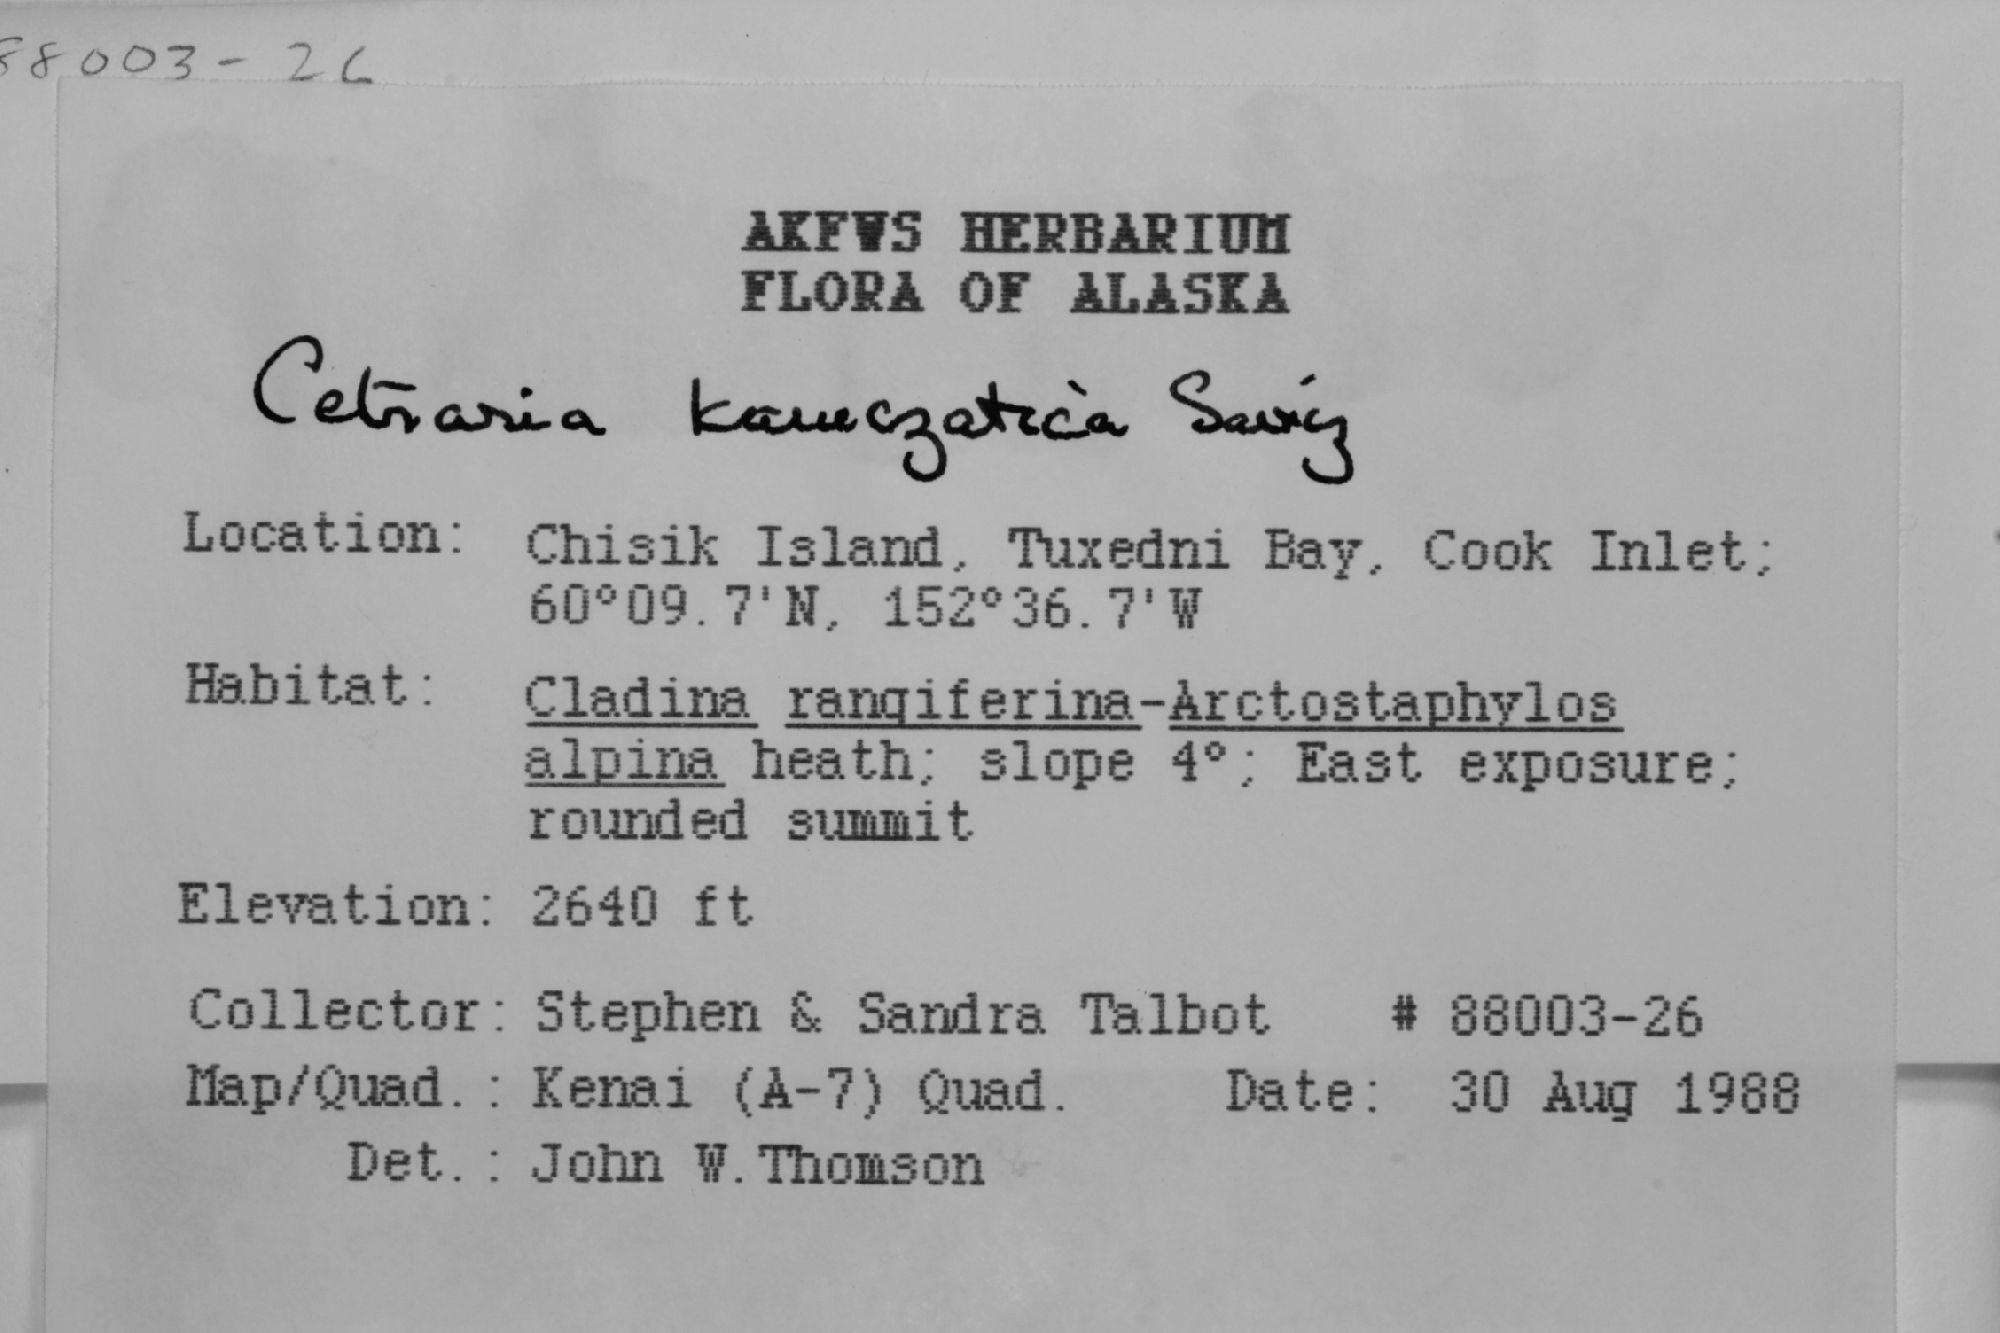 88003-26
AKFWS HERBARIUM
FLORA OF ALASKA
Cetraria kamczatica Savicz
Location: Chisik Island, Tuxedni Bay, Cook Inlet;
60°09.7'N, 152°36.7'W
Habitat: Cladina rangiferina-Arctostaphylos
alpina heath; slope 4°; East exposure;
rounded summit
Elevation: 2640 ft
Collector: Stephen & Sandra Talbot # 88003-26
Map/Quad.: Kenai (A-7) Quad. Date: 30 Aug 1988
Det.: John W. Thomson